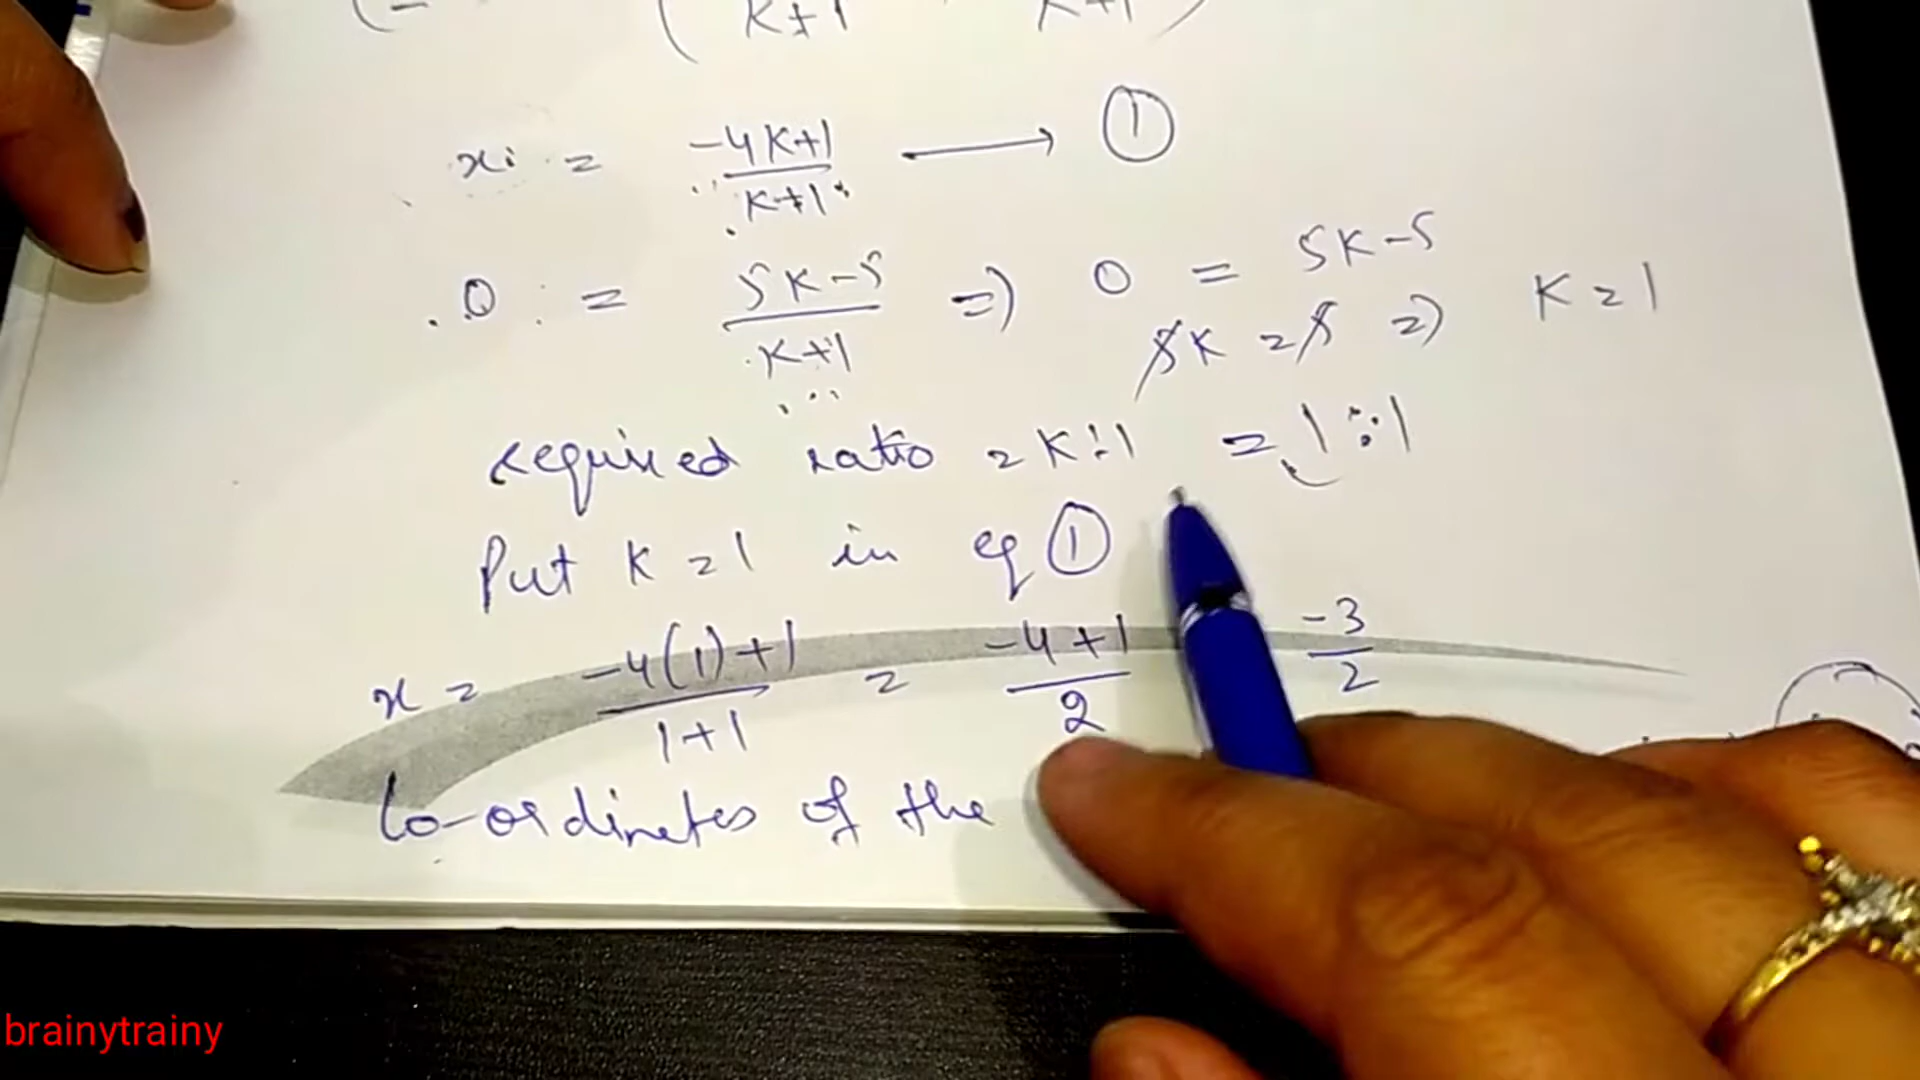 K+1 K+1
x = -4K+1/K+1 ⟶ ①
0 = 5K-5/K+1 => 0 = 5K-5
5K = 5 => K = 1
required ratio = K:1 = 1:1
Put K = 1 in eq ①
x = -4(1)+1/1+1 = -4+1/2 -3/2
Co-ordinates of the
brainytrainy